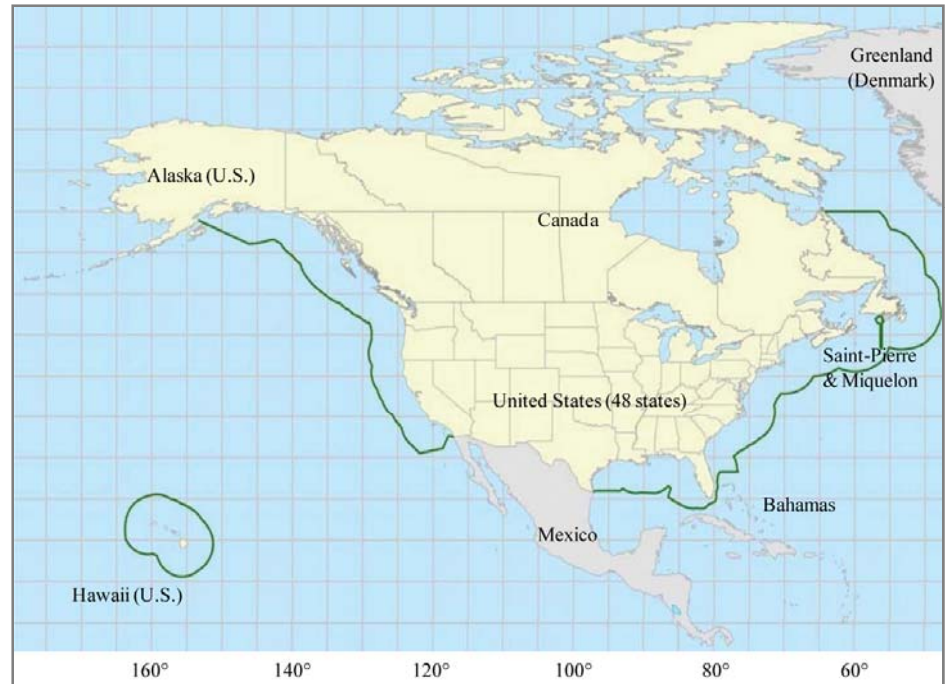 Greenland
(Denmark)
Alaska (U.S.)
Canada
Saint-Pierre
& Miquelon
United States (48 states)
Bahamas
Mexico
Hawaii (U.S.)
160° 140° 120° 100° 80° 60°